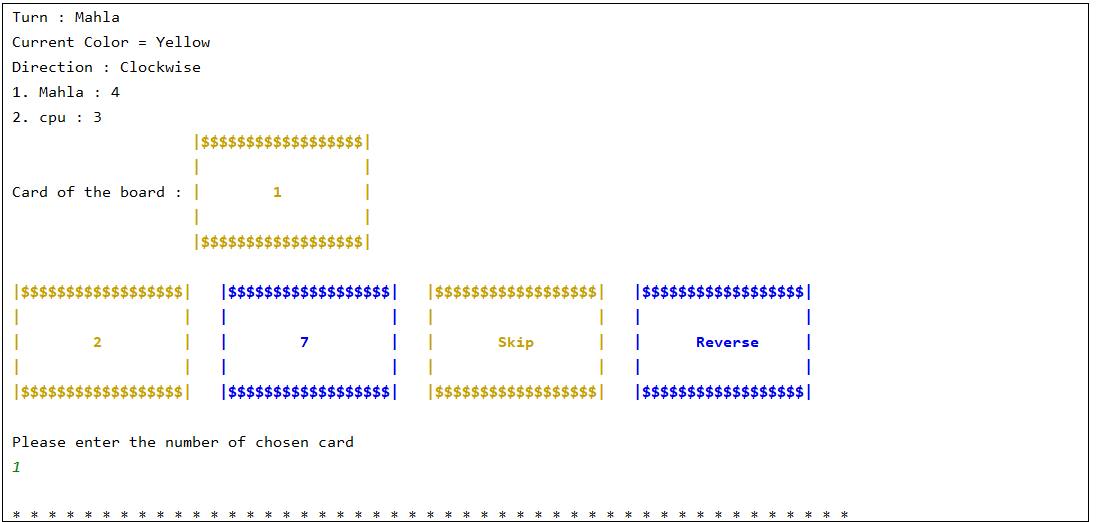 Turn : Mahla
Current Color = Yellow
Direction : Clockwise
1. Mahla : 4
2. cpu : 3
|$$$$$$$$$$$$$$$$$$|
| |
Card of the board : | 1 |
| |
|$$$$$$$$$$$$$$$$$$|
|$$$$$$$$$$$$$$$$$$| |$$$$$$$$$$$$$$$$$$| |$$$$$$$$$$$$$$$$$$| |$$$$$$$$$$$$$$$$$$|
| | | | | | | |
| 2 | | 7 | | Skip | | Reverse |
| | | | | | | |
|$$$$$$$$$$$$$$$$$$| |$$$$$$$$$$$$$$$$$$| |$$$$$$$$$$$$$$$$$$| |$$$$$$$$$$$$$$$$$$|
Please enter the number of chosen card
1
* * * * * * * * * * * * * * * * * * * * * * * * * * * * * * * * * * * * * * * * * * * * * * *